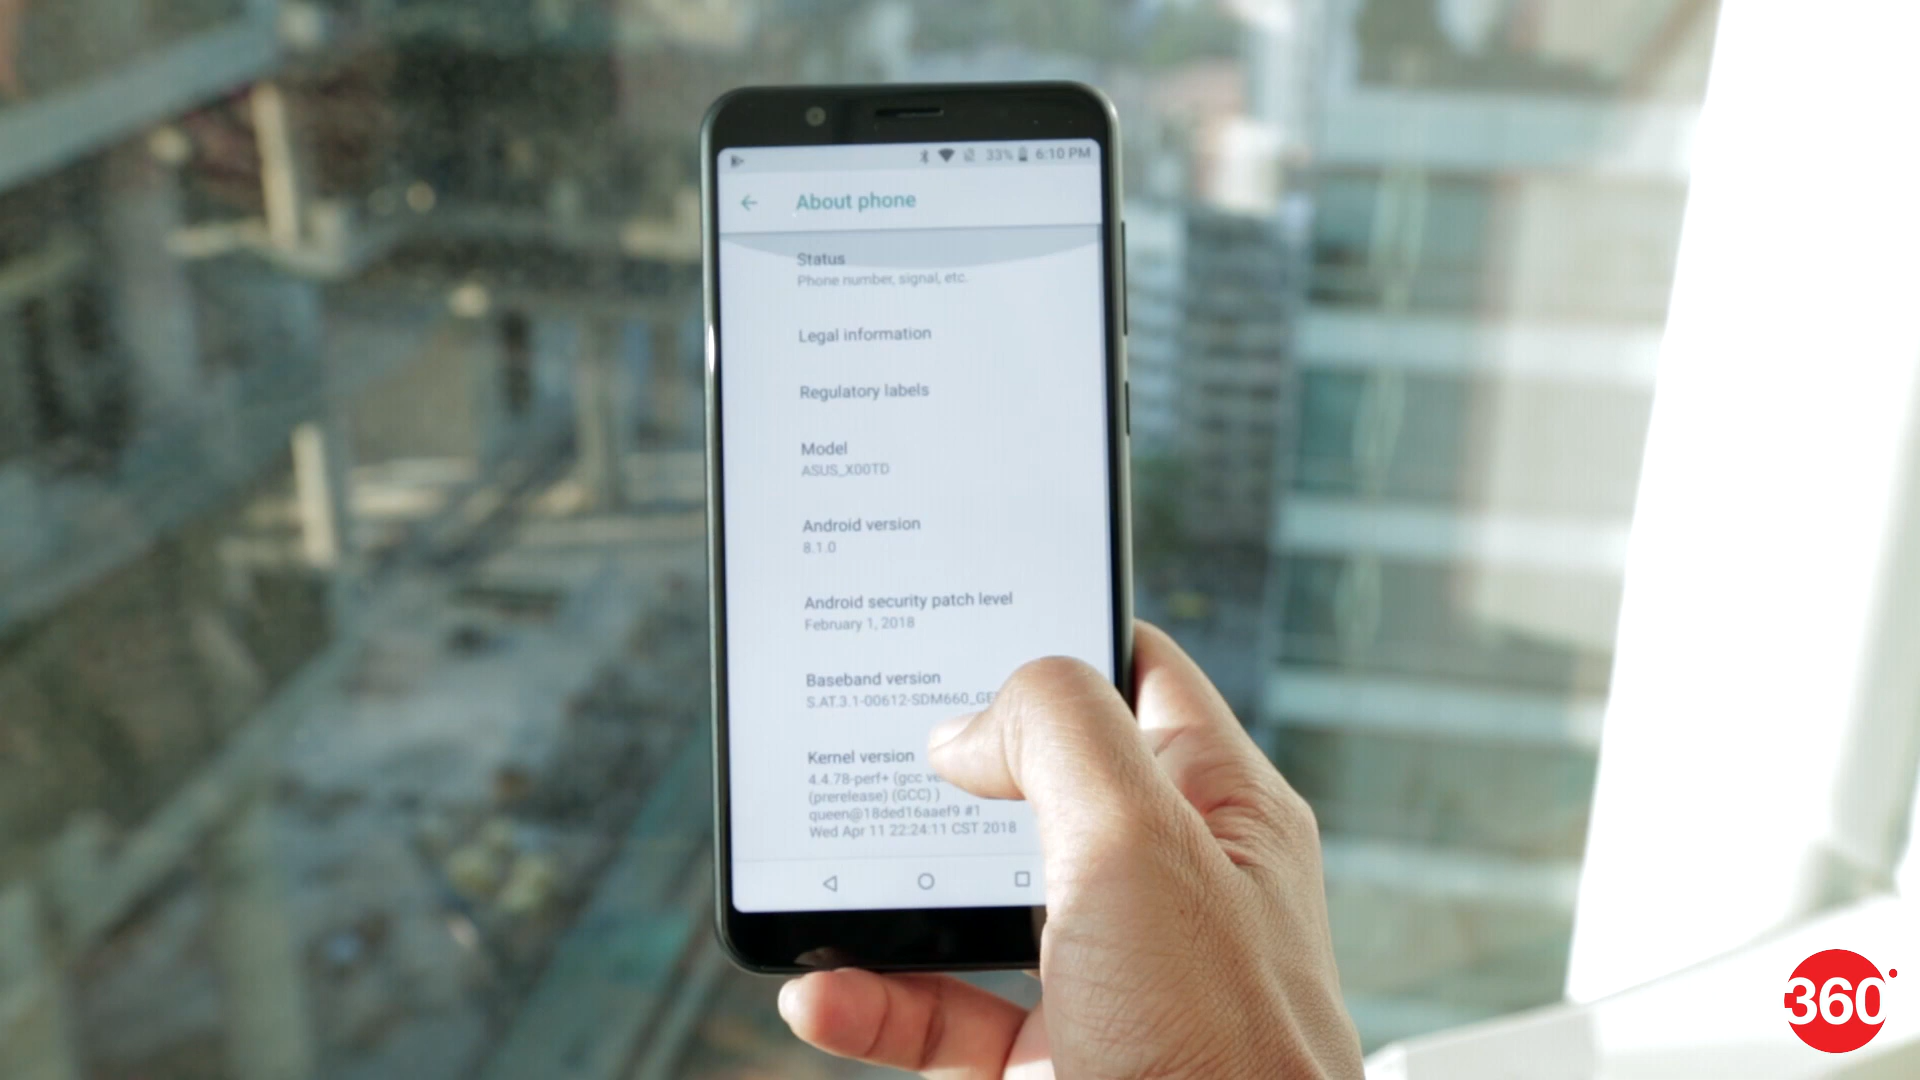 33% 6:10 PM
About phone
Status
Phone number, signal, etc.
Legal information
Regulatory labels
Model
ASUS_X00TD
Android version
8.1.0
Android security patch level
February 1, 2018
Baseband version
S.AT.3.1-00612-SDM660_GE
Kernel version
4.4.78-perf+ (gcc ve
(prerelease) (GCC) )
queen@18ded16aaef9 #1
Wed Apr 11 22:24:11 CST 2018
360